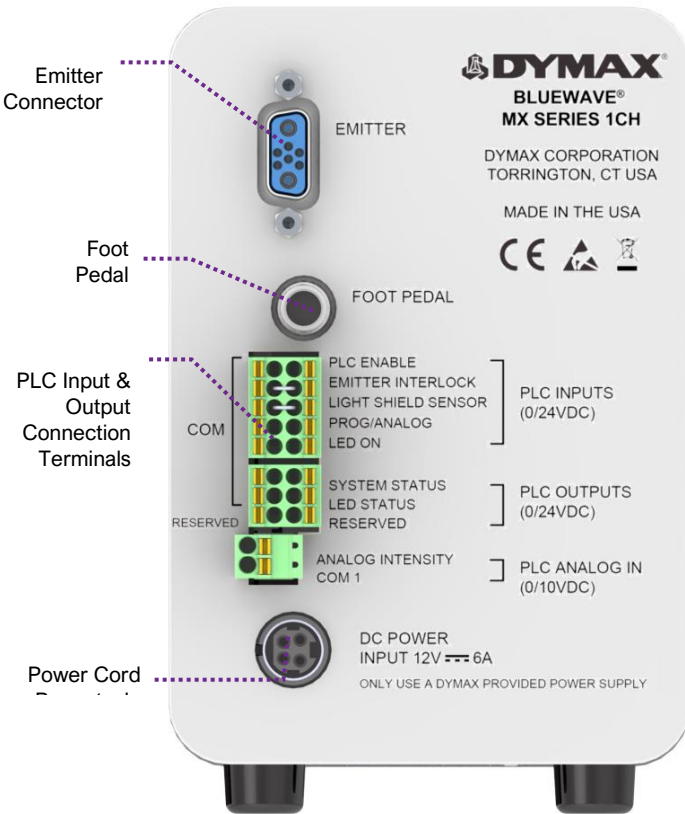 Emitter
Connector
Foot
Pedal
PLC Input &
Output
Connection
Terminals
Power Cord
DYMAX®
BLUEWAVE®
MX SERIES 1CH
DYMAX CORPORATION
TORRINGTON, CT USA
MADE IN THE USA
CE
EMITTER
FOOT PEDAL
COM
PLC ENABLE
EMITTER INTERLOCK
LIGHT SHIELD SENSOR
PROG/ANALOG
LED ON
PLC INPUTS
(0/24VDC)
SYSTEM STATUS
LED STATUS
RESERVED
RESERVED
PLC OUTPUTS
(0/24VDC)
ANALOG INTENSITY
COM 1
PLC ANALOG IN
(0/10VDC)
DC POWER
INPUT 12V 6A
ONLY USE A DYMAX PROVIDED POWER SUPPLY